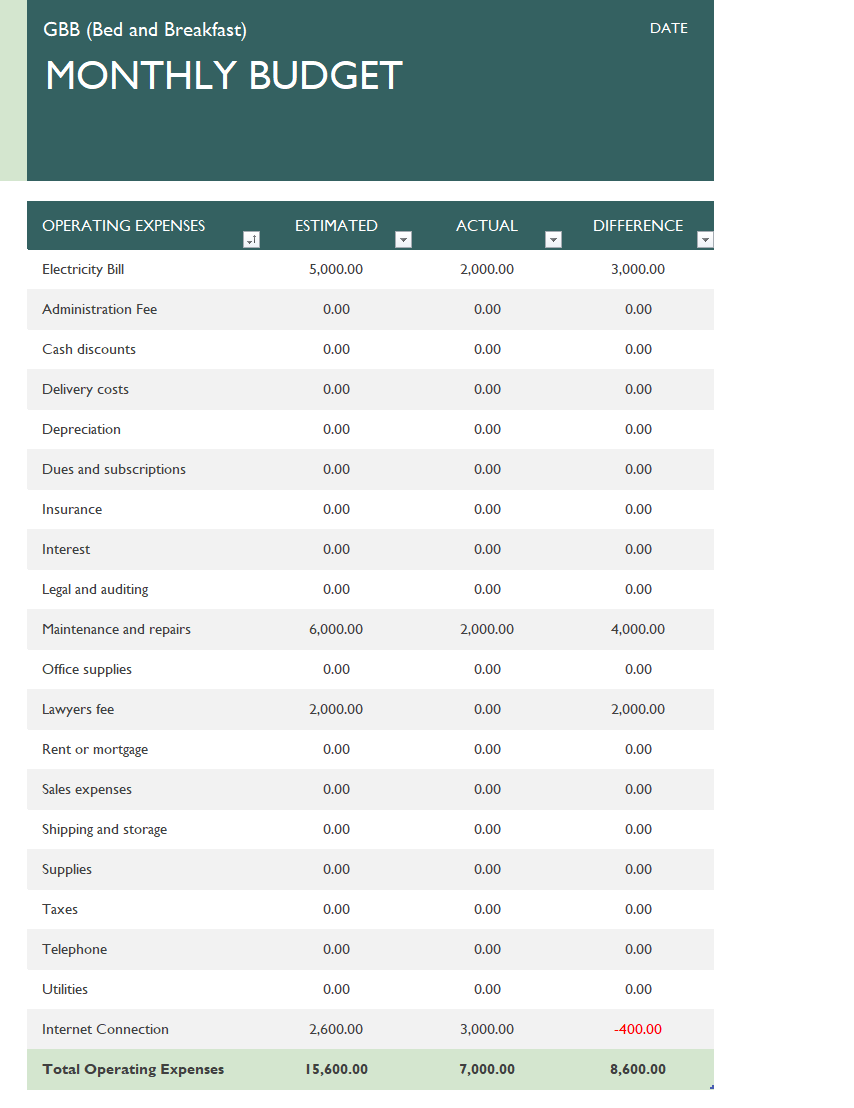 GBB (Bed and Breakfast) DATE
MONTHLY BUDGET
OPERATING EXPENSES ESTIMATED ACTUAL DIFFERENCE
Electricity Bill 5,000.00 2,000.00 3,000.00
Administration Fee 0.00 0.00 0.00
Cash discounts 0.00 0.00 0.00
Delivery costs 0.00 0.00 0.00
Depreciation 0.00 0.00 0.00
Dues and subscriptions 0.00 0.00 0.00
Insurance 0.00 0.00 0.00
Interest 0.00 0.00 0.00
Legal and auditing 0.00 0.00 0.00
Maintenance and repairs 6,000.00 2,000.00 4,000.00
Office supplies 0.00 0.00 0.00
Lawyers fee 2,000.00 0.00 2,000.00
Rent or mortgage 0.00 0.00 0.00
Sales expenses 0.00 0.00 0.00
Shipping and storage 0.00 0.00 0.00
Supplies 0.00 0.00 0.00
Taxes 0.00 0.00 0.00
Telephone 0.00 0.00 0.00
Utilities 0.00 0.00 0.00
Internet Connection 2,600.00 3,000.00 -400.00
Total Operating Expenses 15,600.00 7,000.00 8,600.00